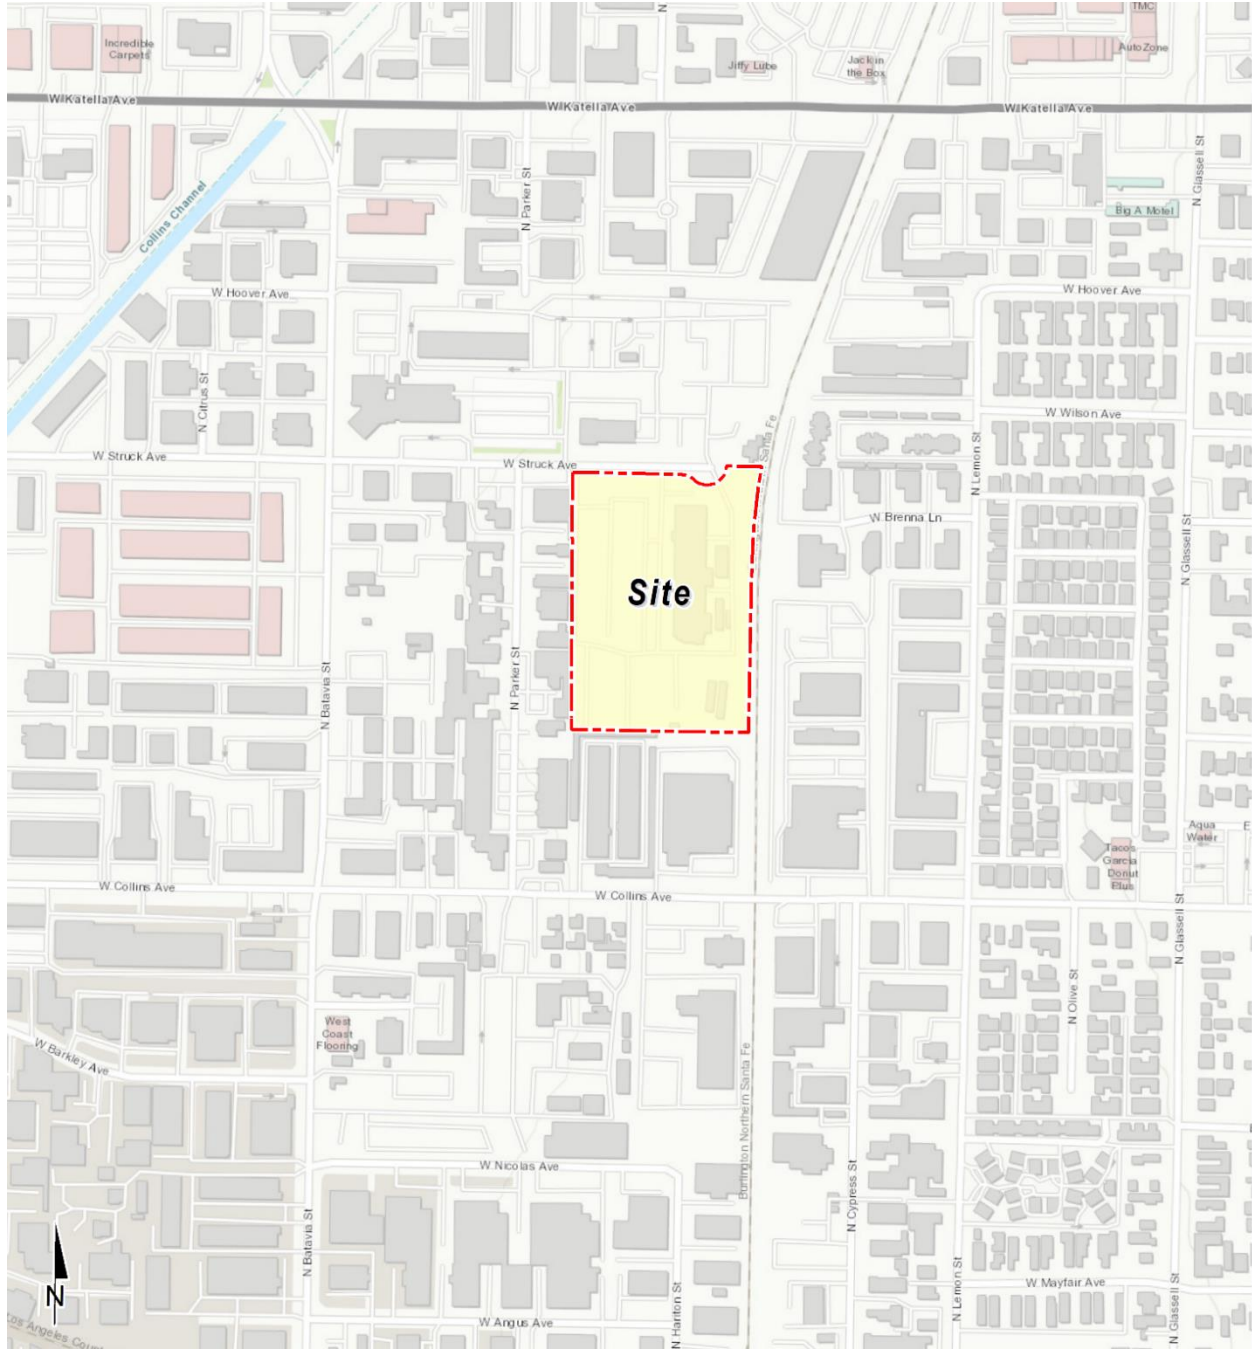 TMC
N
Incredible
Carpets
AutoZone
Jiffy Lube
Jack in
the Box
W Katella Ave
W Katella Ave
W Katella Ave
N Glassell St
Collins Channel
N Parker St
Big A Motel
W Hoover Ave
W Hoover Ave
N Citrus St
W Wilson Ave
Santa Fe
W Struck Ave
W Struck Ave
N Lemon St
W Brenna Ln
N Glassell St
Site
N Batavia St
N Parker St
Aqua
Water
E
Tacos
Garcia
Donut
Plus
W Collins Ave
W Collins Ave
N Glassell St
N Olive St
West
Coast
Flooring
W Barkley Ave
Burlington Northern Santa Fe
W Nicolas Ave
N Cypress St
N Batavia St
N Lemon St
W Mayfair Ave
N Glassell St
N
N Hariton St
W Angus Ave
Los Angeles Coun